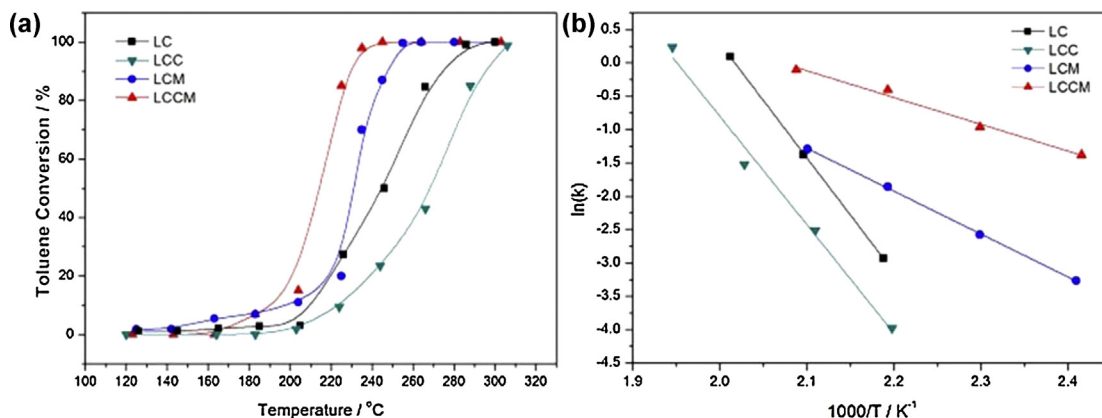 (a)
LC
LCC
LCM
LCCM
Toluene Conversion / %
100
80
60
40
20
0
100 120 140 160 180 200 220 240 260 280 300 320
Temperature / °C
(b)
LC
LCC
LCM
LCCM
ln(k)
0.5
0.0
-0.5
-1.0
-1.5
-2.0
-2.5
-3.0
-3.5
-4.0
-4.5
1.9 2.0 2.1 2.2 2.3 2.4
1000/T / K⁻¹